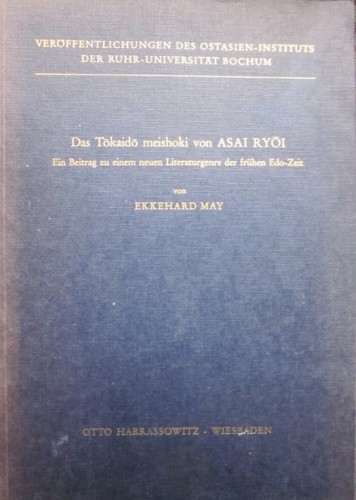 VERÖFFENTLICHUNGEN DES OSTASIEN-INSTITUTS
DER RUHR-UNIVERSITÄT BOCHUM
Das Tōkaidō meishoki von ASAI RYŌI
Ein Beitrag zu einem neuen Literaturgenre der frühen Edo-Zeit
von
EKKEHARD MAY
OTTO HARRASSOWITZ · WIESBADEN